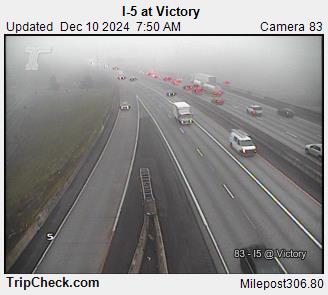 I-5 at Victory
Updated Dec 10 2024 7:50 AM Camera 83
83 - I5 @ Victory
TripCheck.com Milepost306.80